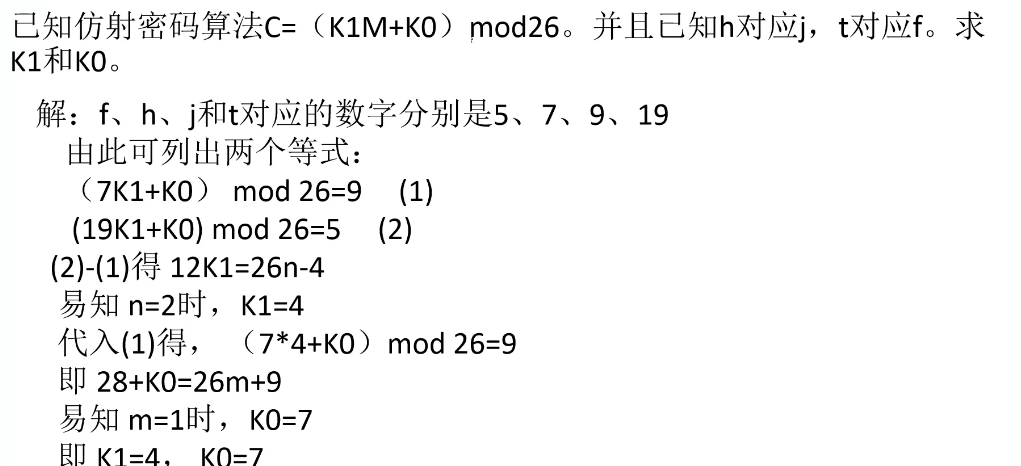 已知仿射密码算法C=（K1M+K0）mod26。并且已知h对应j，t对应f。求
K1和K0。
解：f、h、j和t对应的数字分别是5、7、9、19
由此可列出两个等式：
（7K1+K0） mod 26=9 (1)
(19K1+K0) mod 26=5 (2)
(2)-(1)得 12K1=26n-4
易知 n=2时，K1=4
代入(1)得，（7*4+K0）mod 26=9
即 28+K0=26m+9
易知 m=1时，K0=7
即 K1=4， K0=7